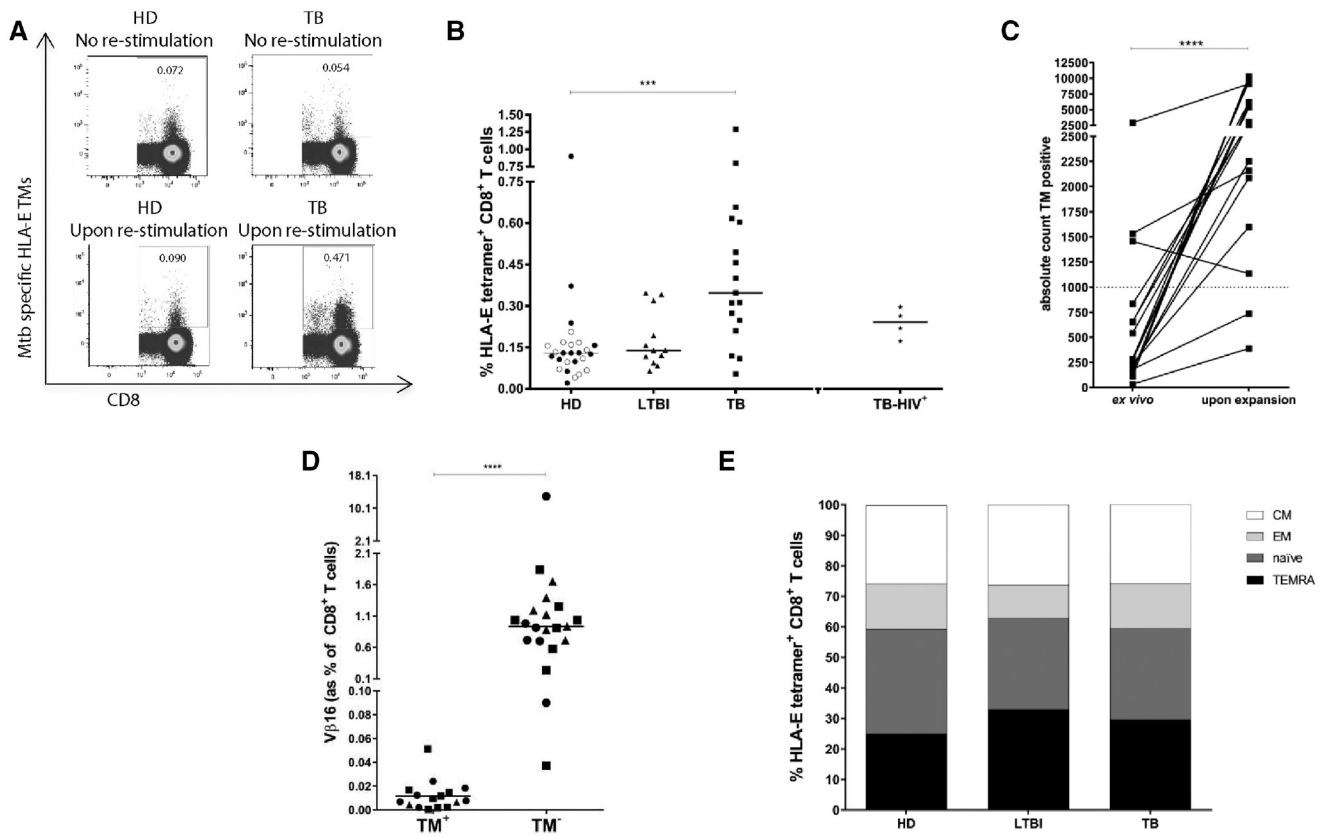 A
HD
No re-stimulation
TB
No re-stimulation
0.072
0.054
HD
Upon re-stimulation
TB
Upon re-stimulation
0.090
0.471
Mtb specific HLA-E TMs
CD8
B
***
% HLA-E tetramer+ CD8+ T cells
1.50
1.25
1.00
0.75
0.75
0.60
0.45
0.30
0.15
0.00
HD
LTBI
TB
TB-HIV+
C
****
absolute count TM positive
12500
10000
7500
5000
2500
2500
2250
2000
1750
1500
1250
1000
750
500
250
0
ex vivo
upon expansion
D
****
Vβ16 (as % of CD8+ T cells)
18.1
10.1
2.1
2.1
1.6
1.1
0.6
0.1
0.10
0.08
0.06
0.04
0.02
0.00
TM+
TM-
E
% HLA-E tetramer+ CD8+ T cells
100
90
80
70
60
50
40
30
20
10
0
HD
LTBI
TB
CM
EM
naïve
TEMRA